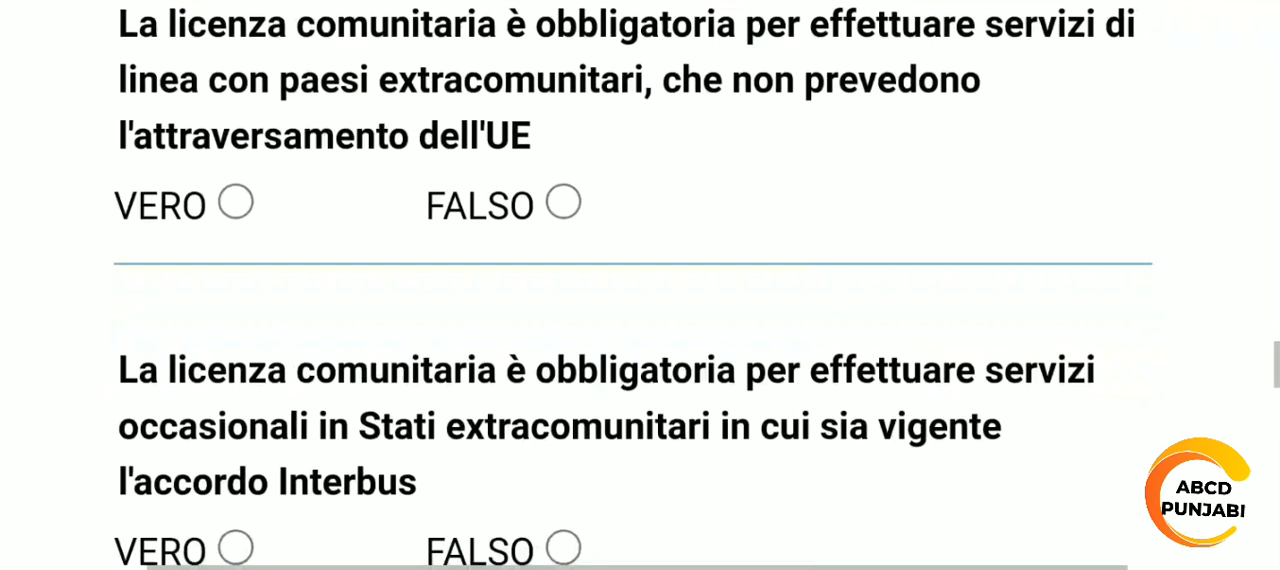 La licenza comunitaria è obbligatoria per effettuare servizi di
linea con paesi extracomunitari, che non prevedono
l'attraversamento dell'UE
VERO FALSO
La licenza comunitaria è obbligatoria per effettuare servizi
occasionali in Stati extracomunitari in cui sia vigente
l'accordo Interbus
ABCD
PUNJABI
VERO FALSO